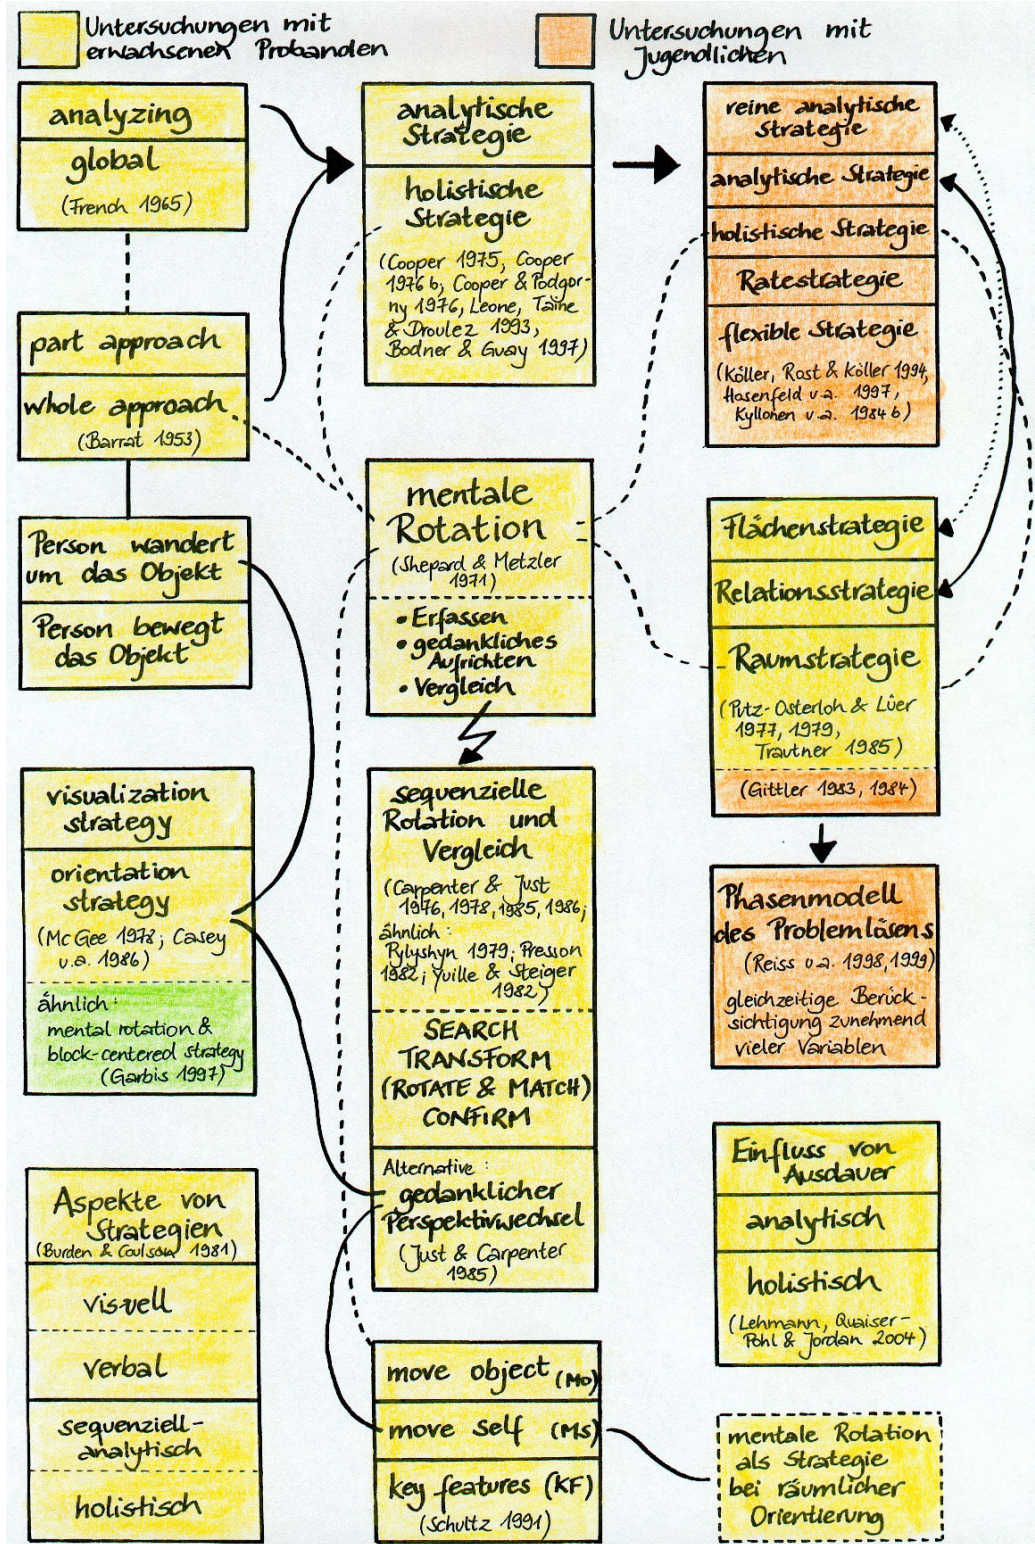 Untersuchungen mit
erwachsenen Probanden
Untersuchungen mit
Jugendlichen
analyzing
global
(French 1965)
part approach
whole approach
(Barrat 1953)
Person wandert
um das Objekt
Person bewegt
das Objekt
visualization
strategy
orientation
strategy
(Mc Gee 1978; Casey
u.a. 1986)
ähnlich:
mental rotation &
block-centered strategy
(Garbis 1997)
Aspekte von
Strategien
(Burden & Coulson 1981)
visuell
verbal
sequenziell-
analytisch
holistisch
analytische
Strategie
holistische
Strategie
(Cooper 1975, Cooper
1976 b; Cooper & Podgor-
ny 1976, Leone, Taine
& Droulez 1993,
Bodner & Guay 1997)
mentale
Rotation
(Shepard & Metzler
1971)
• Erfassen
• gedankliches
Aufrichten
• Vergleich
sequenzielle
Rotation und
Vergleich
(Carpenter & Just
1976, 1978, 1985, 1986;
ähnlich:
Pylyshyn 1979; Presson
1982; Yuille & Steiger
1982)
SEARCH
TRANSFORM
(ROTATE & MATCH)
CONFIRM
Alternative:
gedanklicher
Perspektivwechsel
(Just & Carpenter
1985)
move object (Mo)
move self (Ms)
key features (KF)
(Schultz 1991)
reine analytische
Strategie
analytische Strategie
holistische Strategie
Ratestrategie
flexible Strategie
(Köller, Rost & Köller 1994,
Hosenfeld u.a. 1997,
Kyllonen u.a. 1984 b)
Flächenstrategie
Relationsstrategie
Raumstrategie
(Putz-Osterloh & Lüer
1977, 1979,
Trautner 1985)
(Gittler 1983, 1984)
Phasenmodell
des Problemläsens
(Reiss u.a. 1998, 1999)
gleichzeitige Berück-
sichtigung zunehmend
vieler Variablen
Einfluss von
Ausdauer
analytisch
holistisch
(Lehmann, Quaiser-
Pohl & Jordan 2004)
mentale Rotation
als Strategie
bei räumlicher
Orientierung